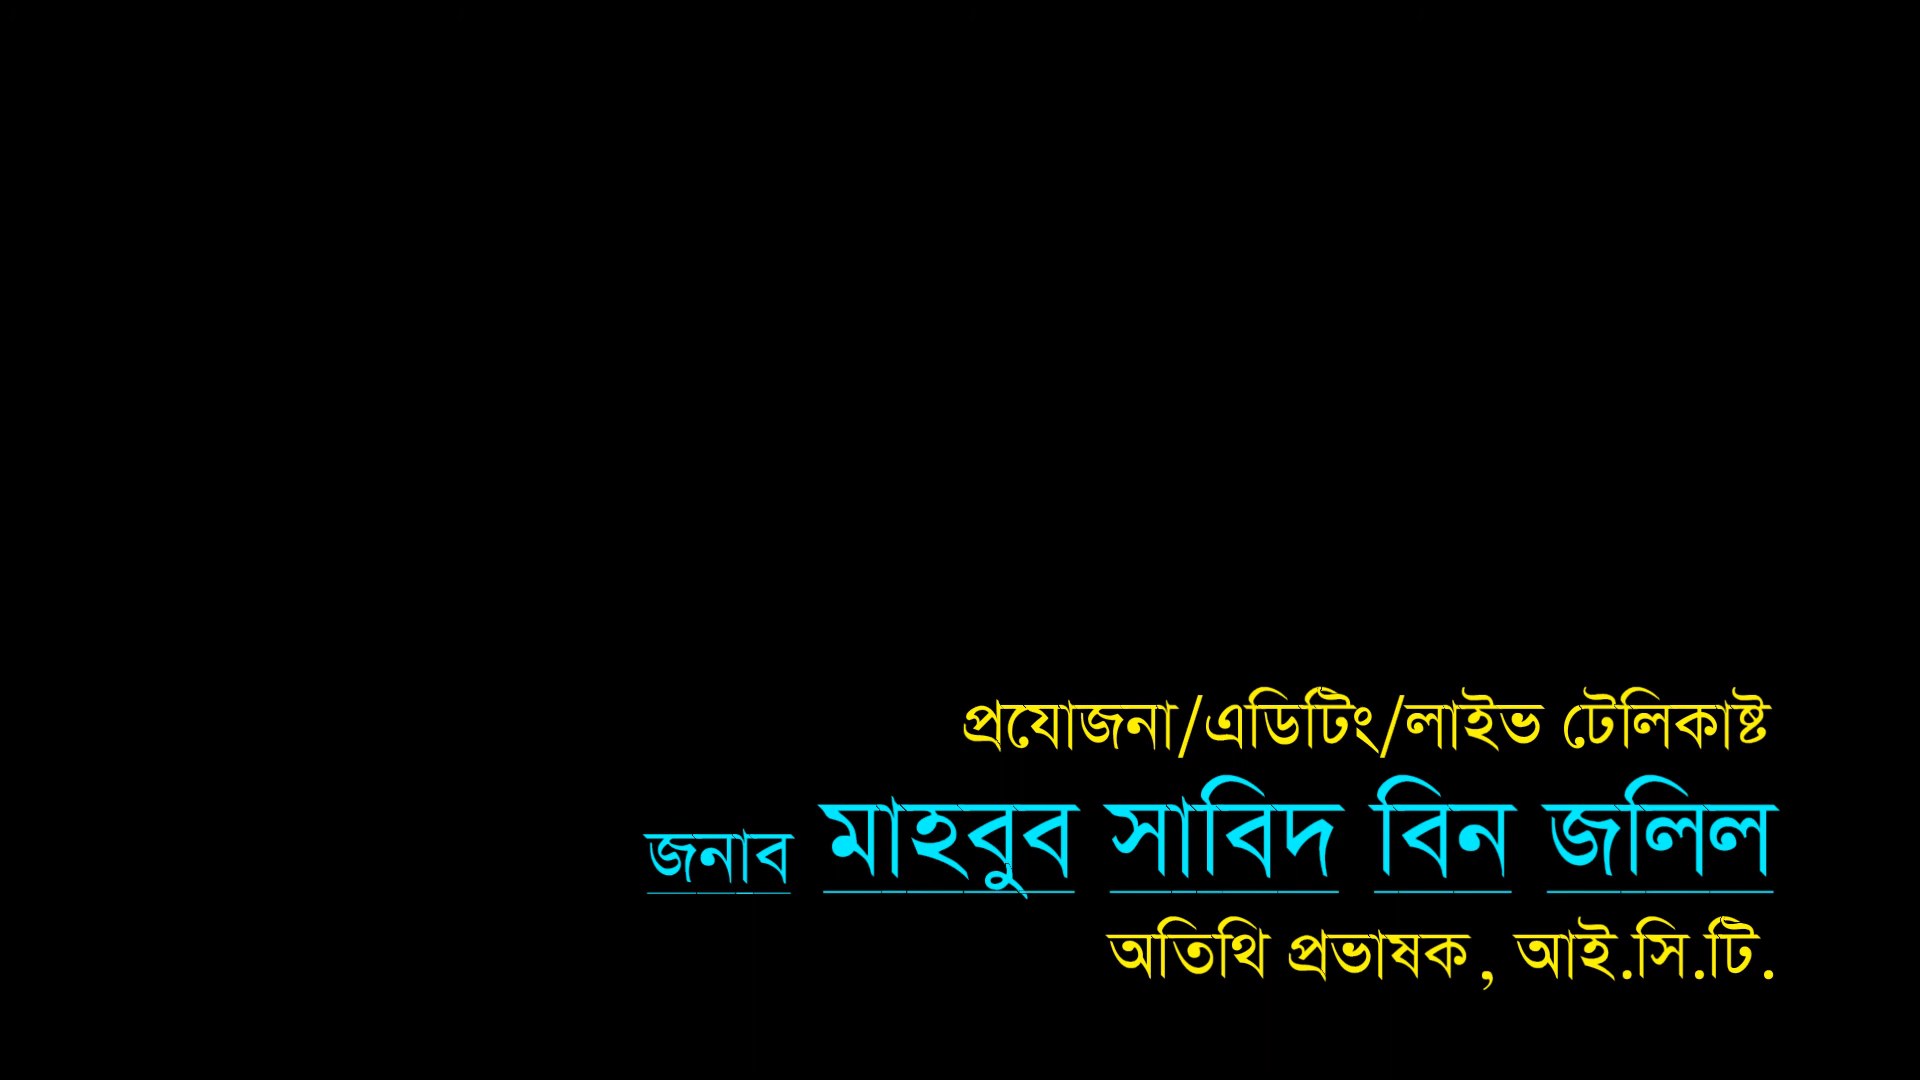 প্রযোজনা/এডিটিং/লাইভ টেলিকাষ্ট
জনাব মাহবুব সাবিদ বিন জলিল
অতিথি প্রভাষক, আই.সি.টি.